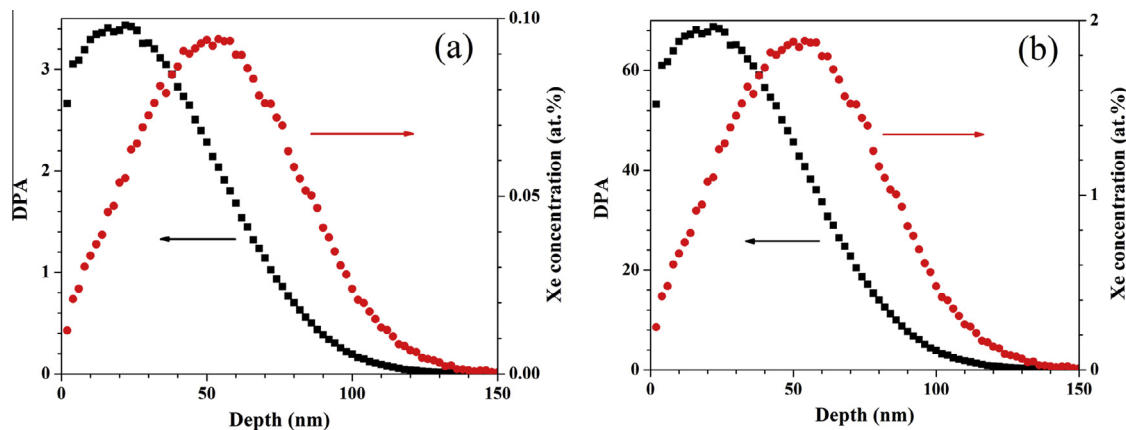 (a)
DPA
3
2
1
0
0.10
0.05
0.00
Xe concentration (at.%)
0 50 100 150
Depth (nm)
(b)
DPA
60
40
20
0
2
1
0
Xe concentration (at.%)
0 50 100 150
Depth (nm)